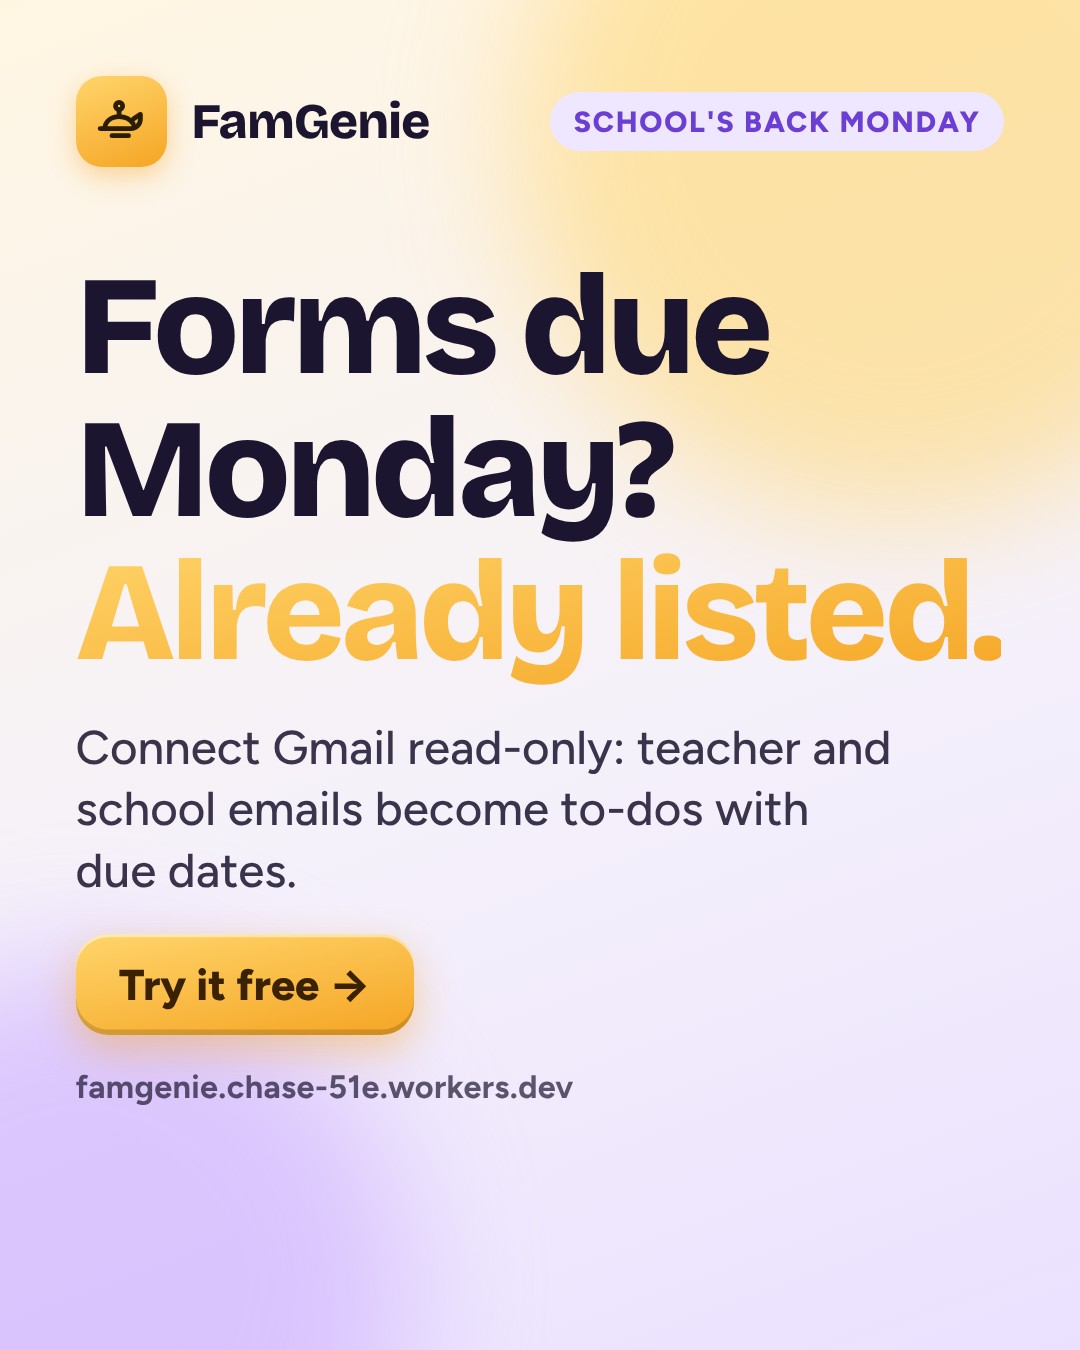 FamGenie
SCHOOL'S BACK MONDAY
Forms due
Monday?
Already listed.
Connect Gmail read-only: teacher and
school emails become to-dos with
due dates.
Try it free →
famgenie.chase-51e.workers.dev